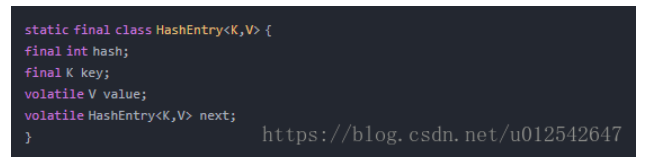 static final class HashEntry<K,V> {
final int hash;
final K key;
volatile V value;
volatile HashEntry<K,V> next;
}
https://blog.csdn.net/u012542647